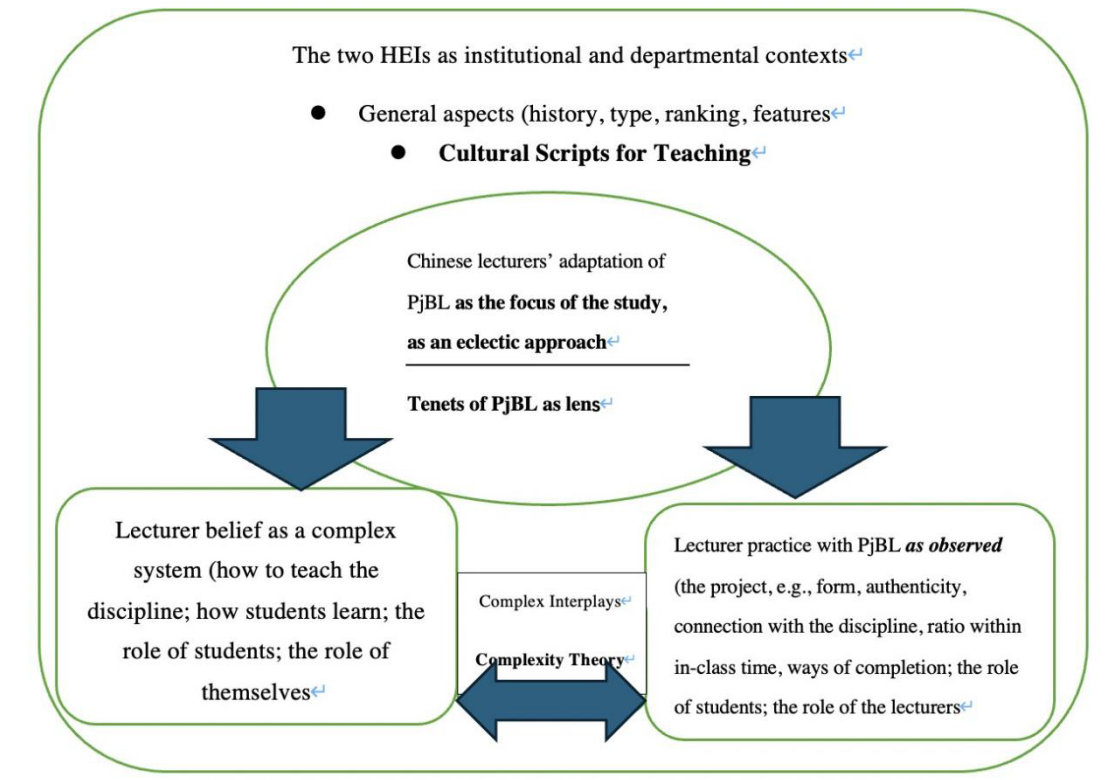 The two HEIs as institutional and departmental contexts↵
● General aspects (history, type, ranking, features↵
● Cultural Scripts for Teaching↵
Chinese lecturers’ adaptation of
PjBL as the focus of the study,
as an eclectic approach↵
Tenets of PjBL as lens↵
Lecturer belief as a complex
system (how to teach the
discipline; how students learn; the
role of students; the role of
themselves↵
Complex Interplays↵
Complexity Theory↵
Lecturer practice with PjBL as observed
(the project, e.g., form, authenticity,
connection with the discipline, ratio within
in-class time, ways of completion; the role
of students; the role of the lecturers↵